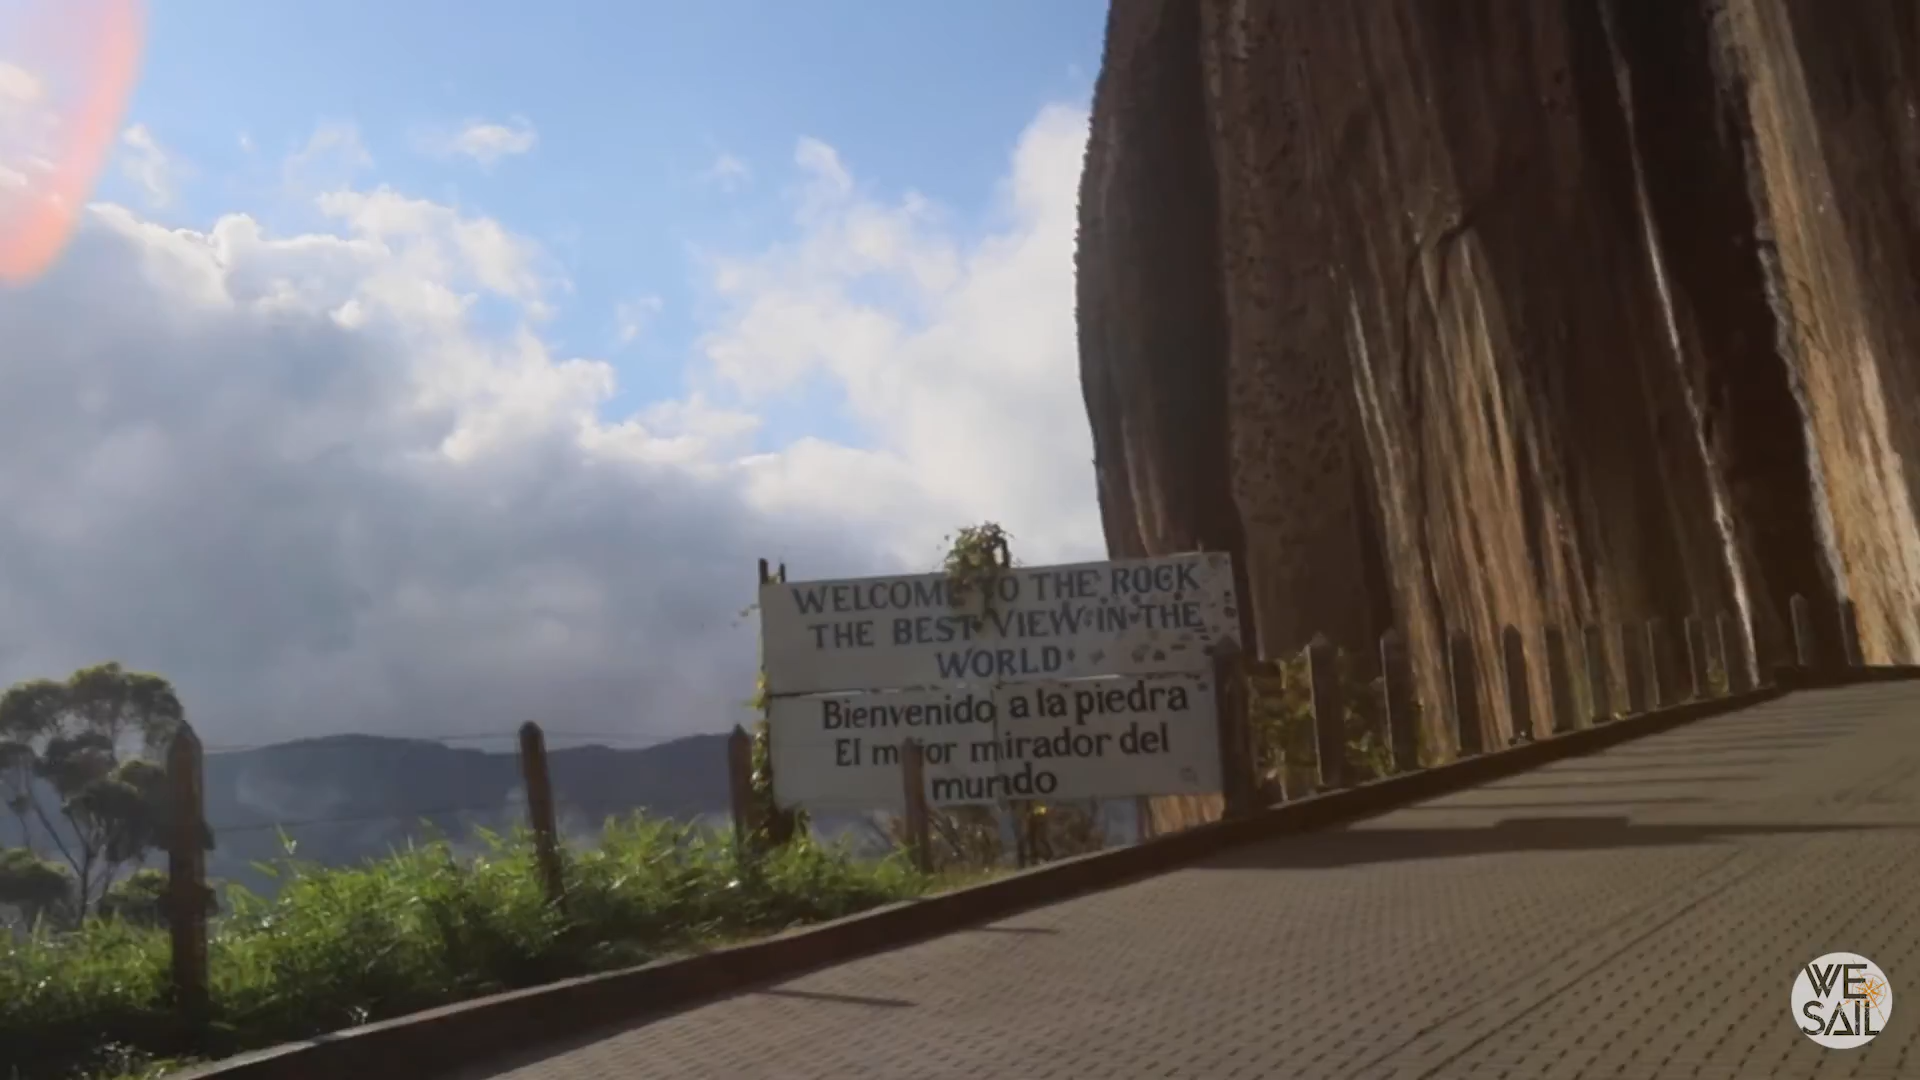 WELCOME TO THE ROCK
THE BEST VIEW IN THE
WORLD
Bienvenido a la piedra
El mejor mirador del
mundo
WE
SAIL